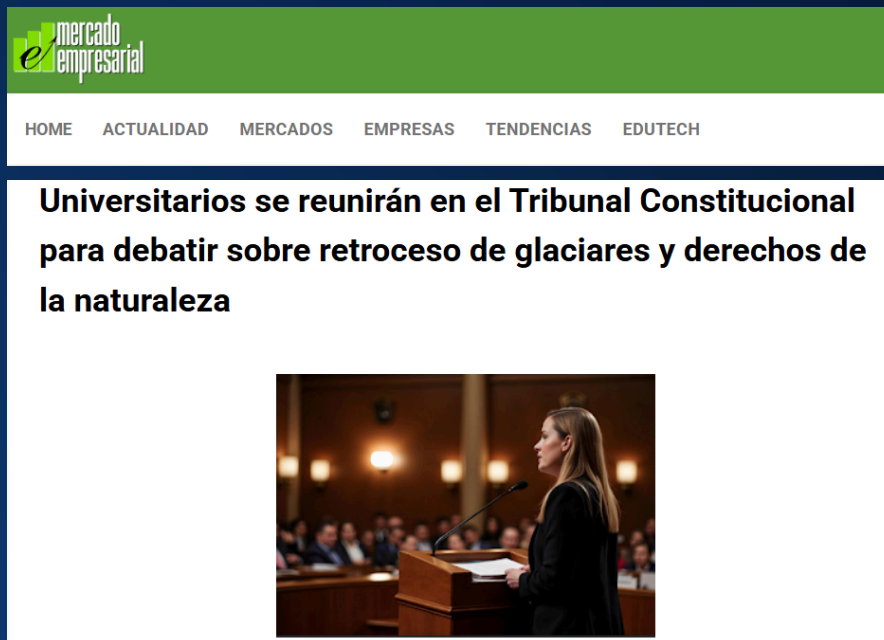 mercado
empresarial
HOME ACTUALIDAD MERCADOS EMPRESAS TENDENCIAS EDUTECH
Universitarios se reunirán en el Tribunal Constitucional
para debatir sobre retroceso de glaciares y derechos de
la naturaleza